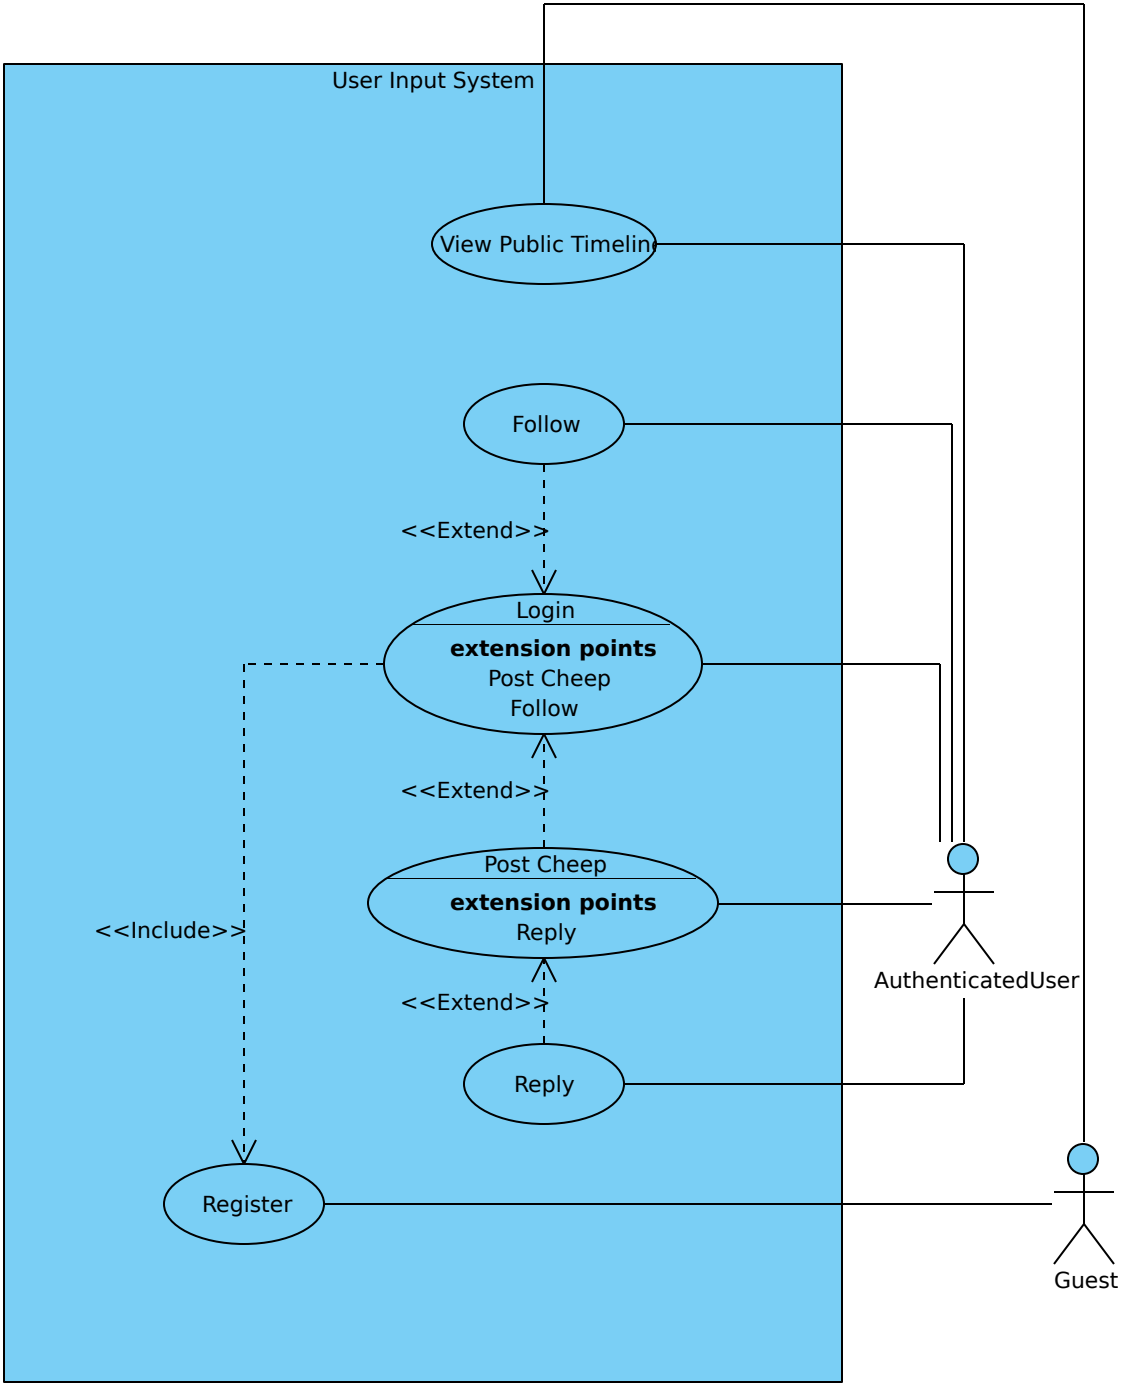 User Input System
View Public Timeline
Follow
<<Extend>>
Login
extension points
Post Cheep
Follow
<<Extend>>
Post Cheep
extension points
Reply
<<Include>>
AuthenticatedUser
<<Extend>>
Reply
Register
Guest